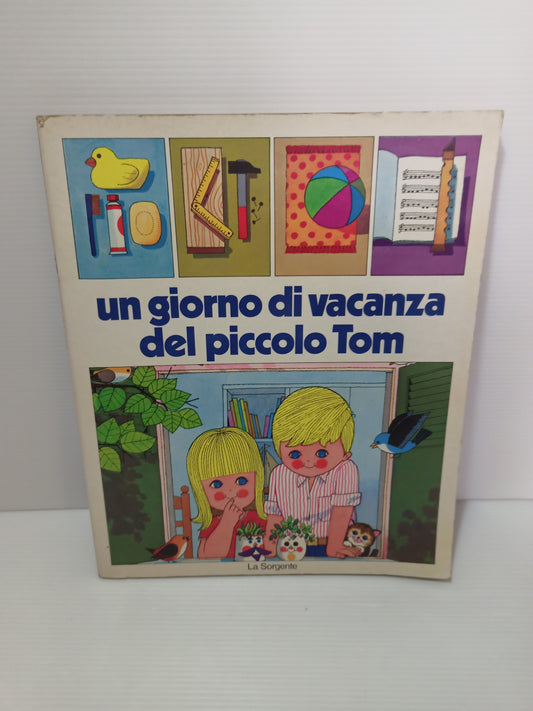 un giorno di vacanza
del piccolo Tom
La Sorgente